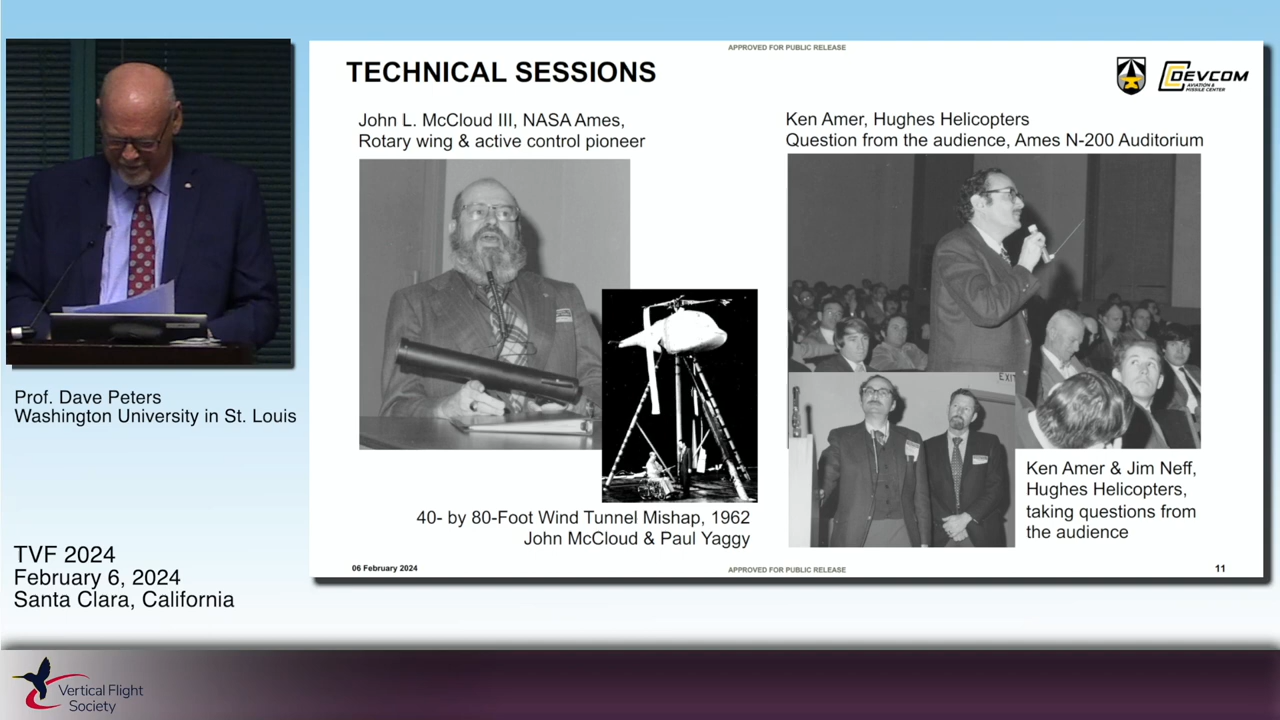 APPROVED FOR PUBLIC RELEASE
TECHNICAL SESSIONS
DEVCOM
AVIATION &
MISSILE CENTER
John L. McCloud III, NASA Ames,
Rotary wing & active control pioneer
Ken Amer, Hughes Helicopters
Question from the audience, Ames N-200 Auditorium
EXIT
Ken Amer & Jim Neff,
Hughes Helicopters,
taking questions from
the audience
40- by 80-Foot Wind Tunnel Mishap, 1962
John McCloud & Paul Yaggy
06 February 2024
APPROVED FOR PUBLIC RELEASE
11
Prof. Dave Peters
Washington University in St. Louis
TVF 2024
February 6, 2024
Santa Clara, California
Vertical Flight
Society